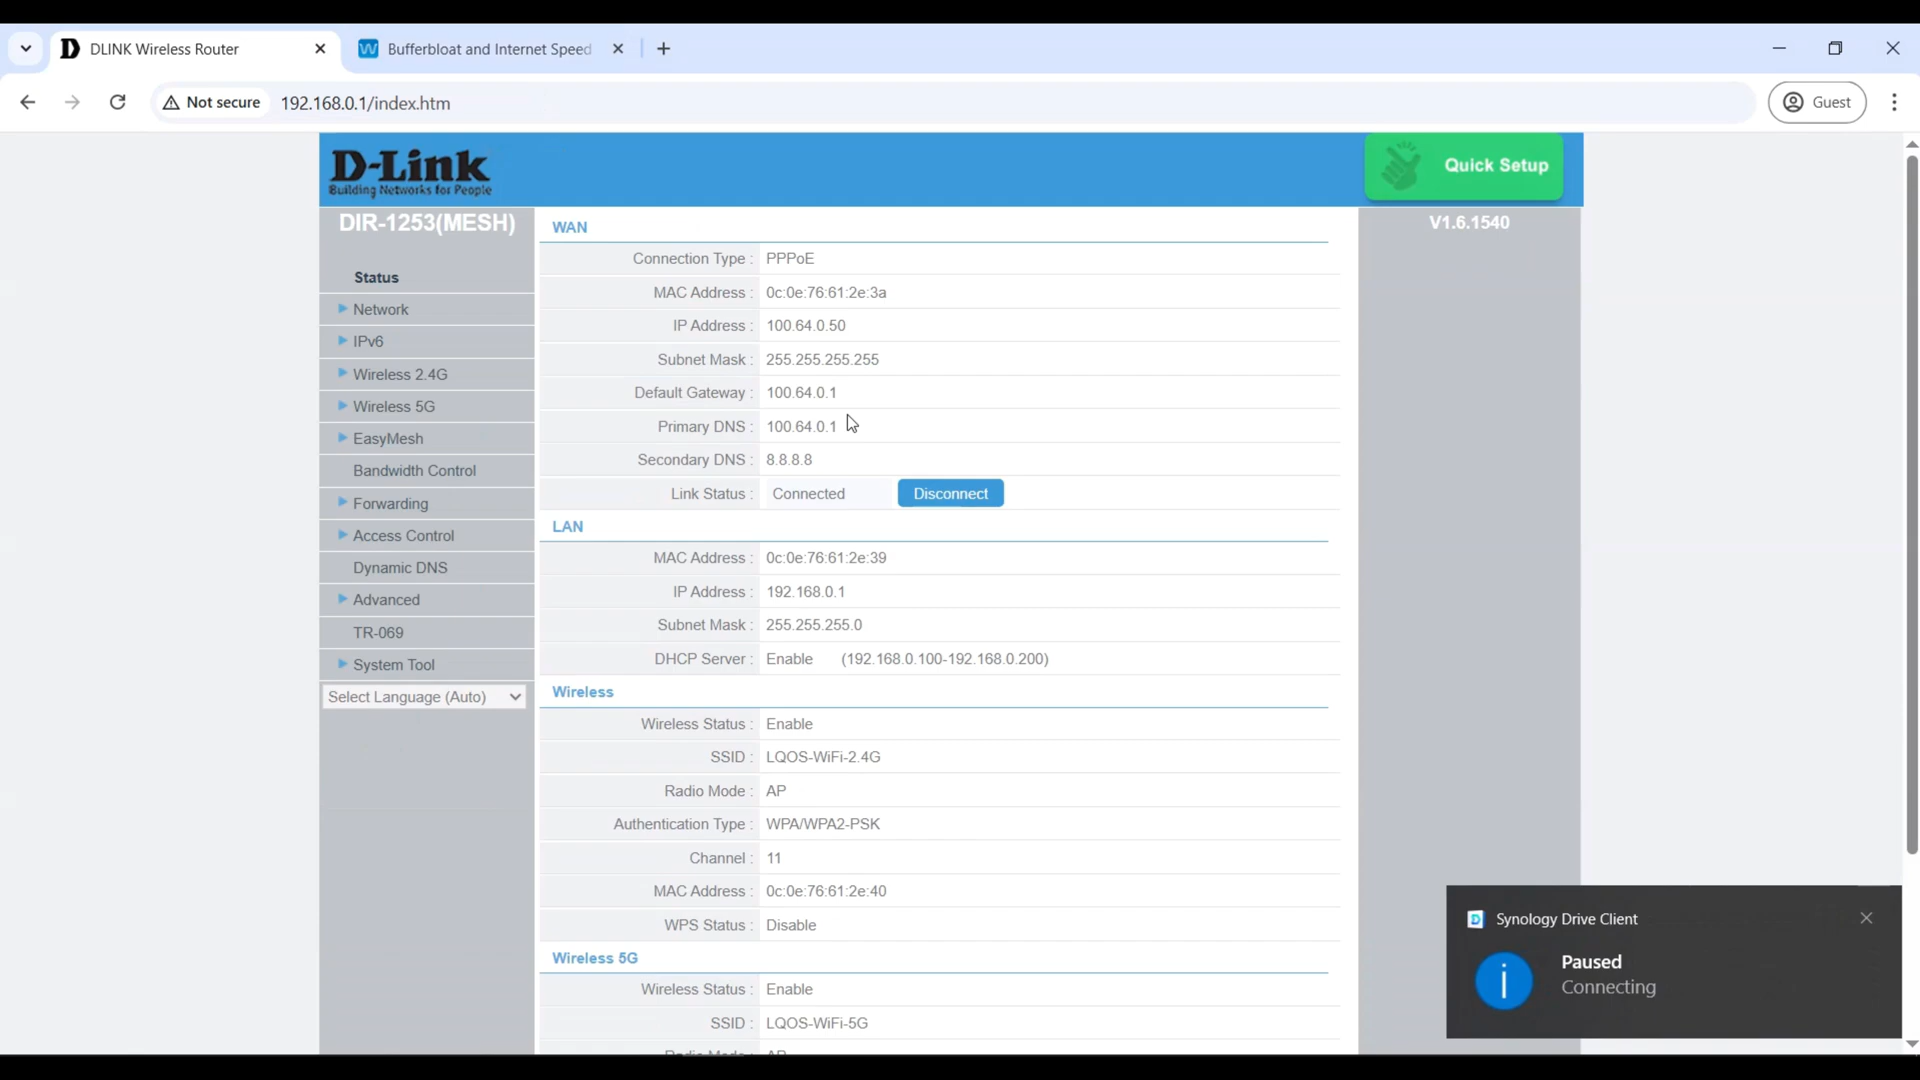 DLINK Wireless Router
Bufferbloat and Internet Speed
Not secure
192.168.0.1/index.htm
Guest
D-Link
Building Networks for People
Quick Setup
DIR-1253(MESH)
V1.6.1540
Status
Network
IPv6
Wireless 2.4G
Wireless 5G
EasyMesh
Bandwidth Control
Forwarding
Access Control
Dynamic DNS
Advanced
TR-069
System Tool
Select Language (Auto)
WAN
Connection Type : PPPoE
MAC Address : 0c:0e:76:61:2e:3a
IP Address : 100.64.0.50
Subnet Mask : 255.255.255.255
Default Gateway : 100.64.0.1
Primary DNS : 100.64.0.1
Secondary DNS : 8.8.8.8
Link Status : Connected Disconnect
LAN
MAC Address : 0c:0e:76:61:2e:39
IP Address : 192.168.0.1
Subnet Mask : 255.255.255.0
DHCP Server : Enable (192.168.0.100-192.168.0.200)
Wireless
Wireless Status : Enable
SSID : LQOS-WiFi-2.4G
Radio Mode : AP
Authentication Type : WPA/WPA2-PSK
Channel : 11
MAC Address : 0c:0e:76:61:2e:40
WPS Status : Disable
Wireless 5G
Wireless Status : Enable
SSID : LQOS-WiFi-5G
Radio Mode : AP
Synology Drive Client
Paused
Connecting